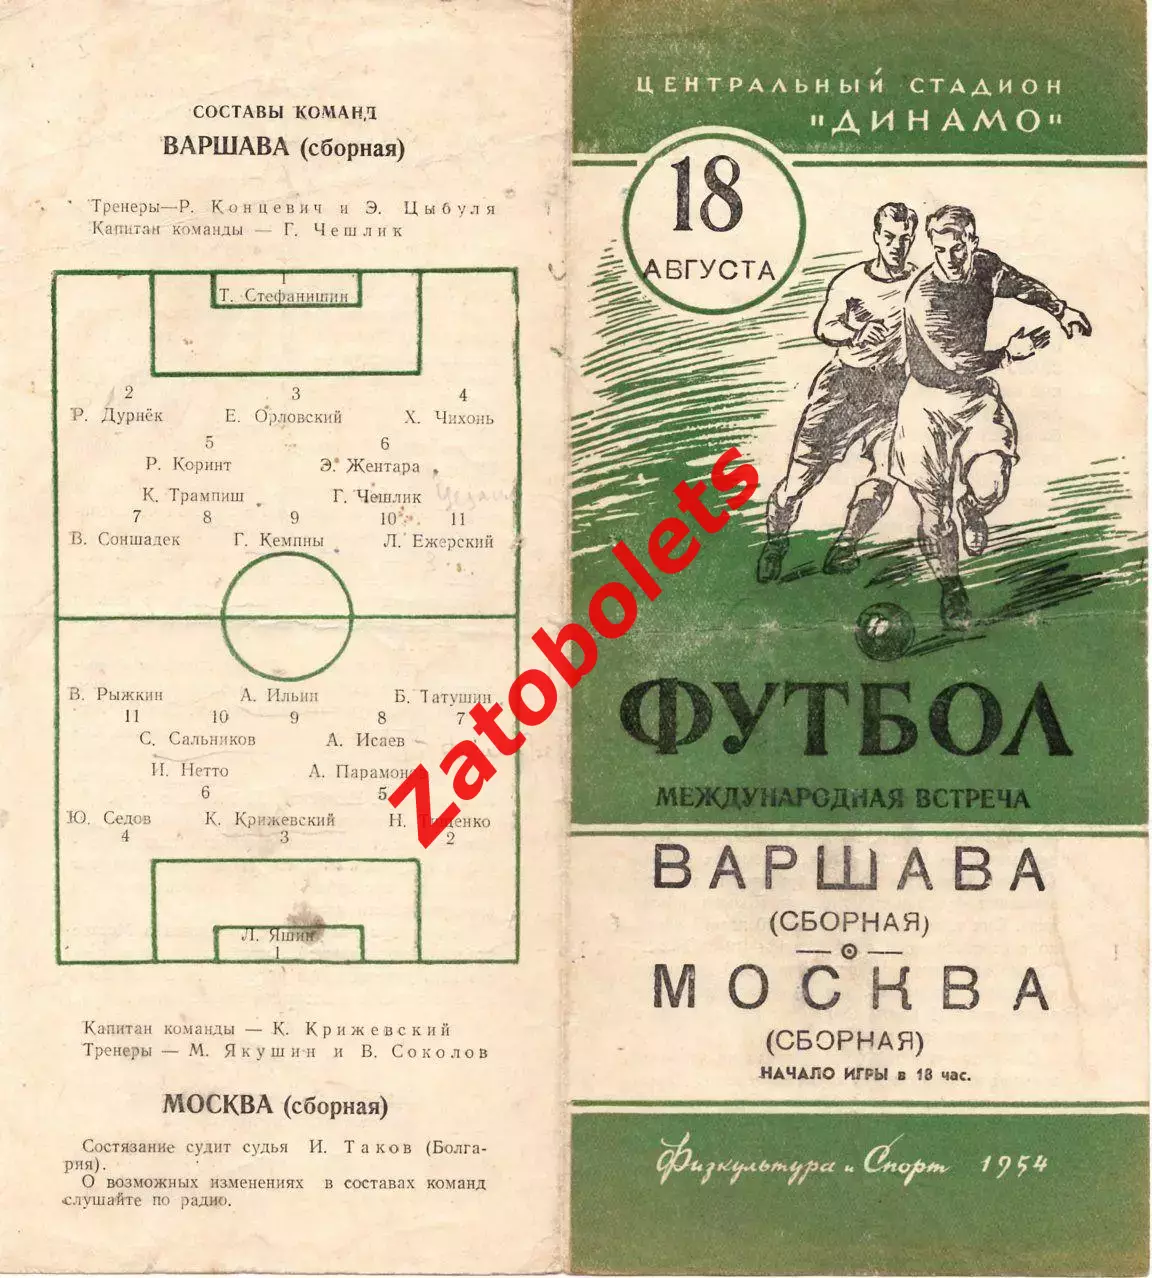 СОСТАВЫ КОМАНД
ВАРШАВА (сборная)
Тренеры—Р. Концевич и Э. Цыбуля
Капитан команды — Г. Чешлик
1
Т. Стефанишин
2 3 4
Р. Дурнёк Е. Орловский Х. Чихонь
5 6
Р. Коринт Э. Жентара
К. Трампиш Г. Чешлик
7 8 9 10 11
В. Соншадек Г. Кемпны Л. Ежерский
В. Рыжкин А. Ильин Б. Татушин
11 10 9 8 7
С. Сальников А. Исаев
И. Нетто А. Парамонов
6 5
Ю. Седов К. Крижевский Н. Тищенко
4 3 2
Л. Яшин
1
Капитан команды — К. Крижевский
Тренеры — М. Якушин и В. Соколов
МОСКВА (сборная)
Состязание судит судья И. Таков (Болга-
рия).
О возможных изменениях в составах команд
слушайте по радио.
ЦЕНТРАЛЬНЫЙ СТАДИОН
"ДИНАМО"
18
АВГУСТА
ФУТБОЛ
МЕЖДУНАРОДНАЯ ВСТРЕЧА
ВАРШАВА
(СБОРНАЯ)
МОСКВА
(СБОРНАЯ)
НАЧАЛО ИГРЫ в 18 час.
Физкультура и Спорт 1954
Zatobolets